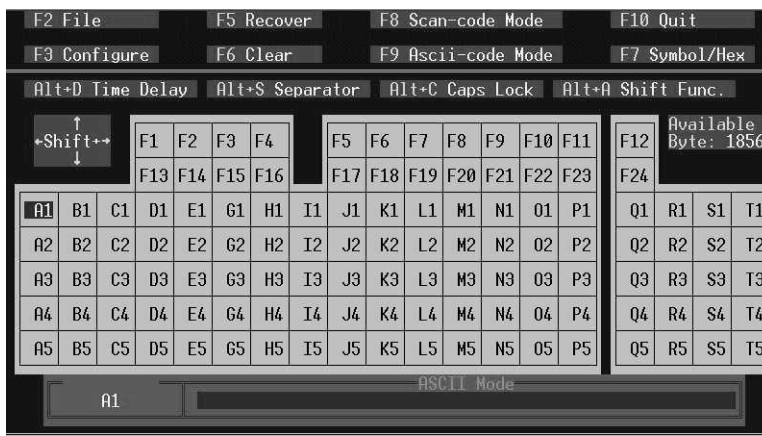 F2 File F5 Recover F8 Scan-code Mode F10 Quit
F3 Configure F6 Clear F9 Ascii-code Mode F7 Symbol/Hex
Alt+D Time Delay Alt+S Separator Alt+C Caps Lock Alt+A Shift Func.
↑
←Shift→→ F1 F2 F3 F4 F5 F6 F7 F8 F9 F10 F11 F12 Available
↓ Byte: 1856
F13 F14 F15 F16 F17 F18 F19 F20 F21 F22 F23 F24
A1 B1 C1 D1 E1 G1 H1 I1 J1 K1 L1 M1 N1 O1 P1 Q1 R1 S1 T1
A2 B2 C2 D2 E2 G2 H2 I2 J2 K2 L2 M2 N2 O2 P2 Q2 R2 S2 T2
A3 B3 C3 D3 E3 G3 H3 I3 J3 K3 L3 M3 N3 O3 P3 Q3 R3 S3 T3
A4 B4 C4 D4 E4 G4 H4 I4 J4 K4 L4 M4 N4 O4 P4 Q4 R4 S4 T4
A5 B5 C5 D5 E5 G5 H5 I5 J5 K5 L5 M5 N5 O5 P5 Q5 R5 S5 T5
ASCII Mode
A1